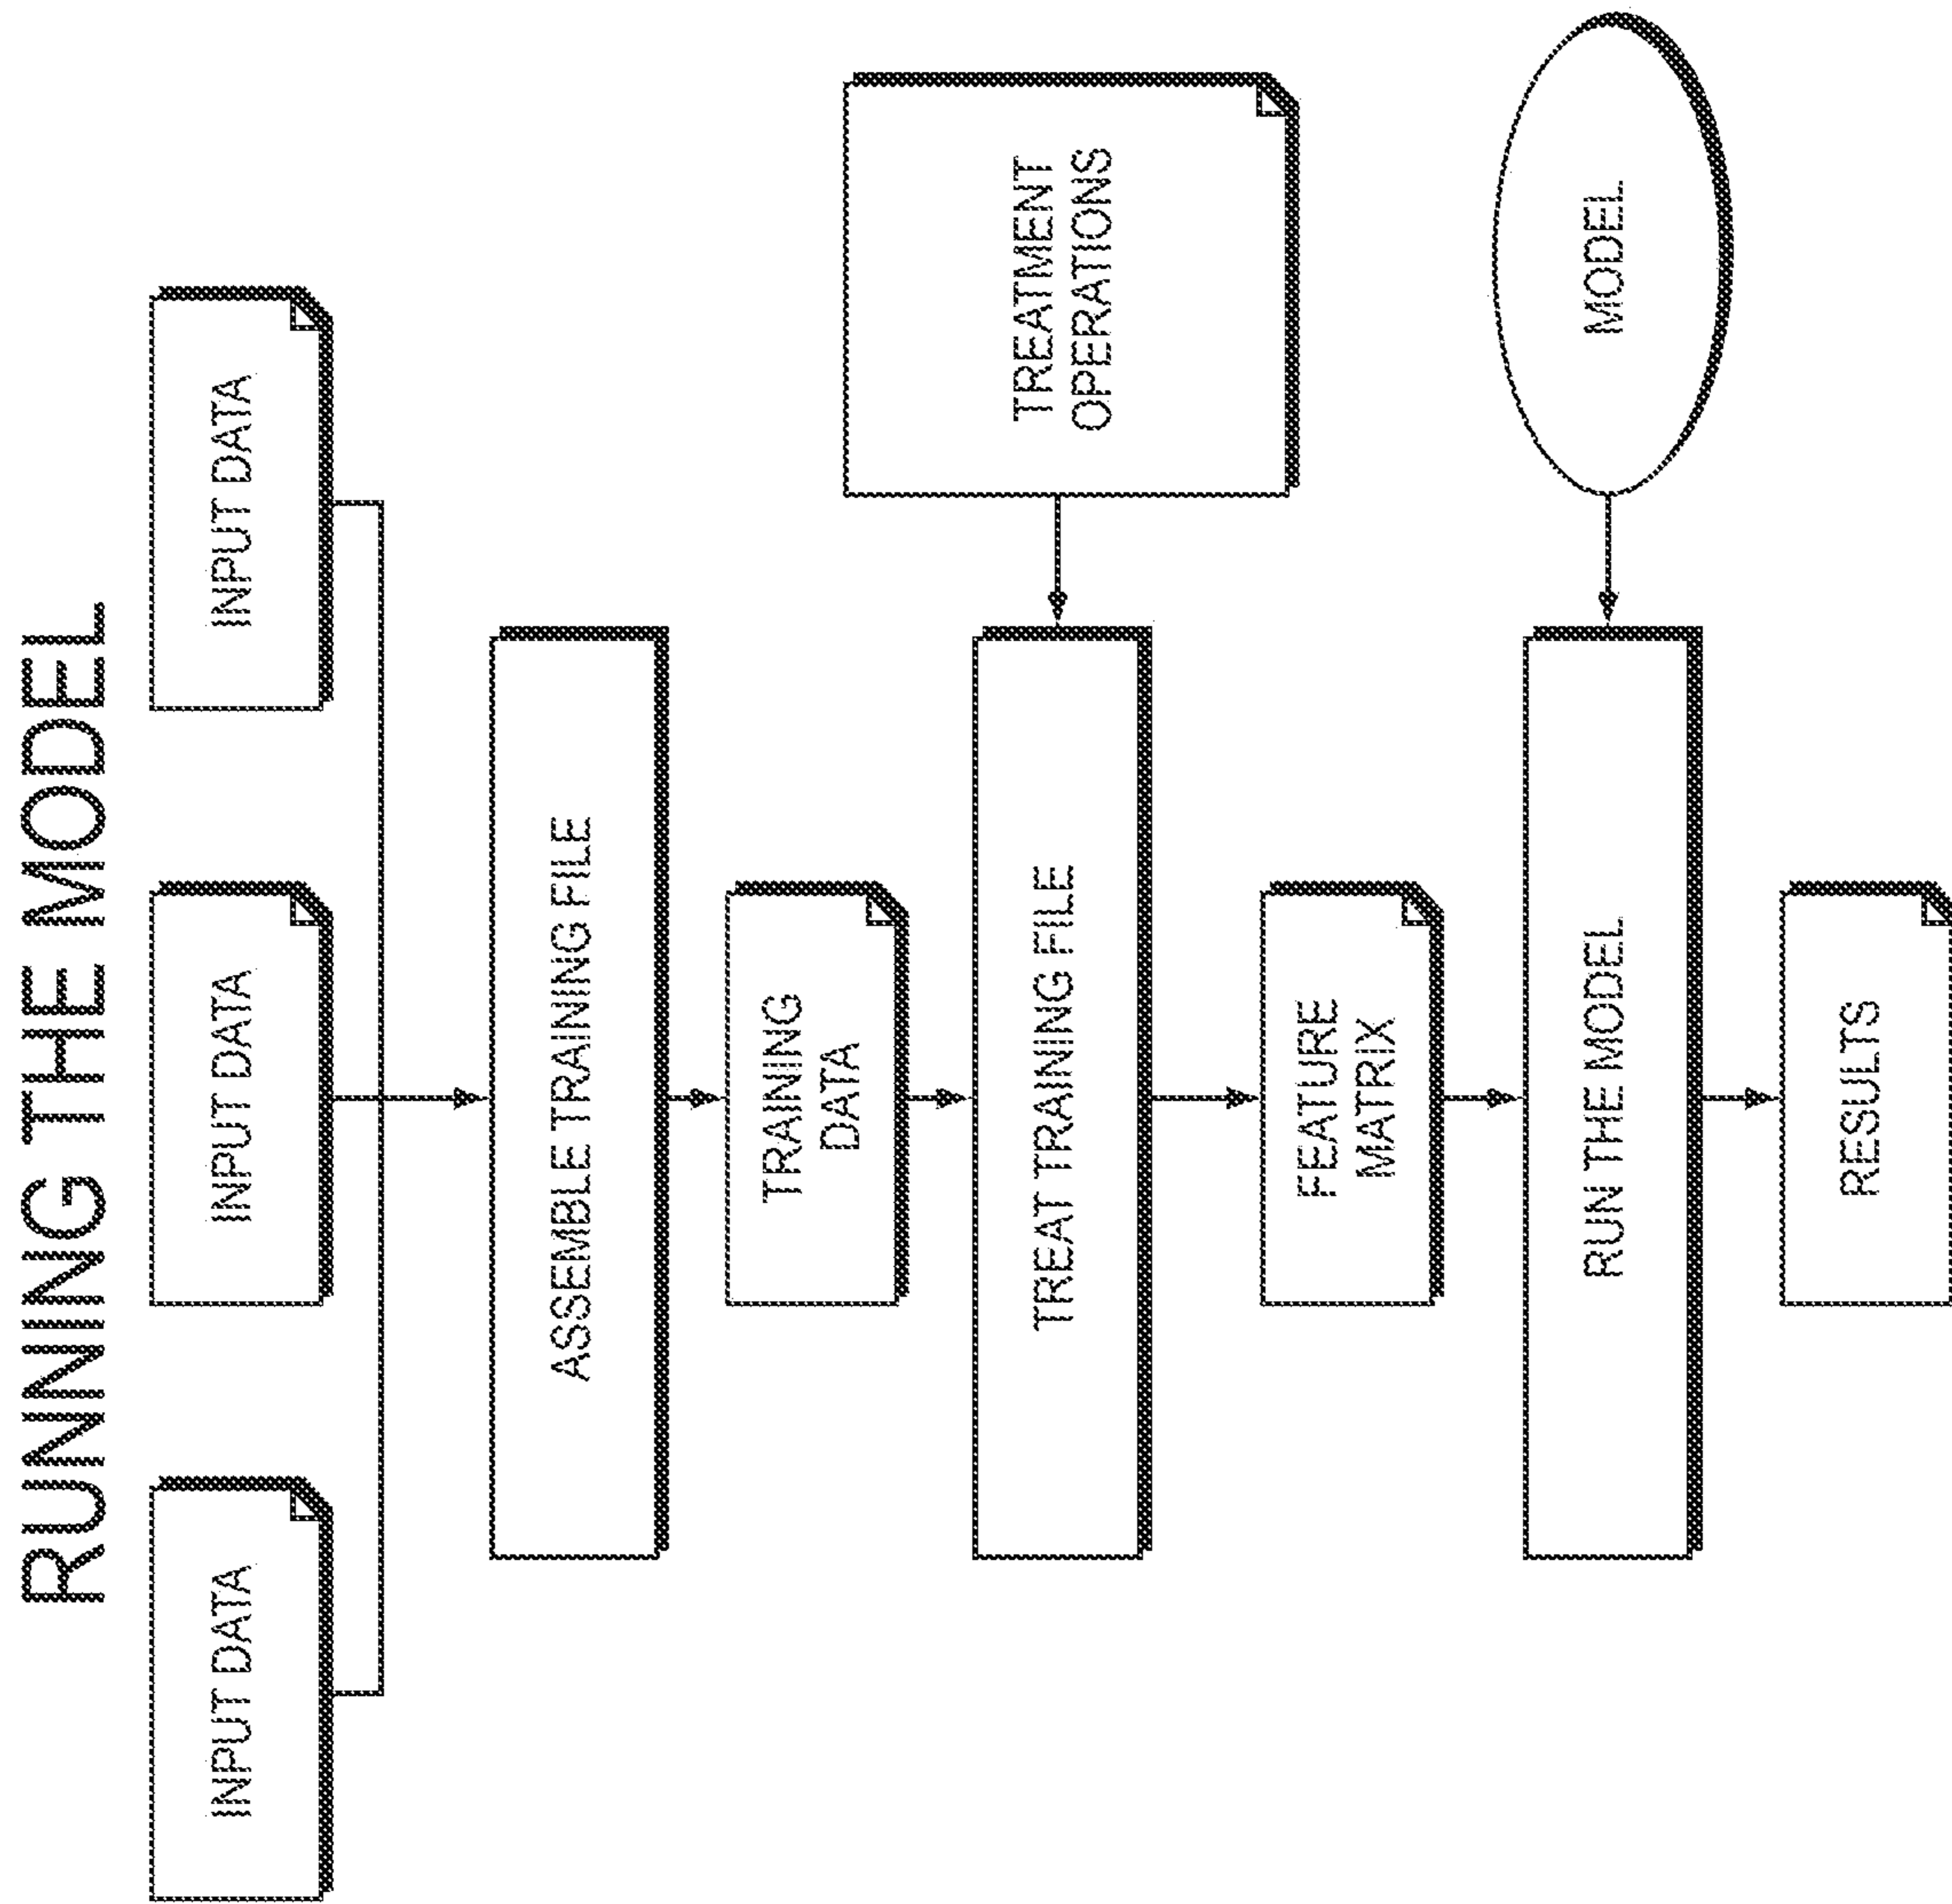 RUNNING THE MODEL
INPUT DATA
INPUT DATA
INPUT DATA
ASSEMBLE TRAINING FILE
TRAINING
DATA
TREATMENT
OPERATIONS
TREAT TRAINING FILE
FEATURE
MATRIX
MODEL
RUN THE MODEL
RESULTS